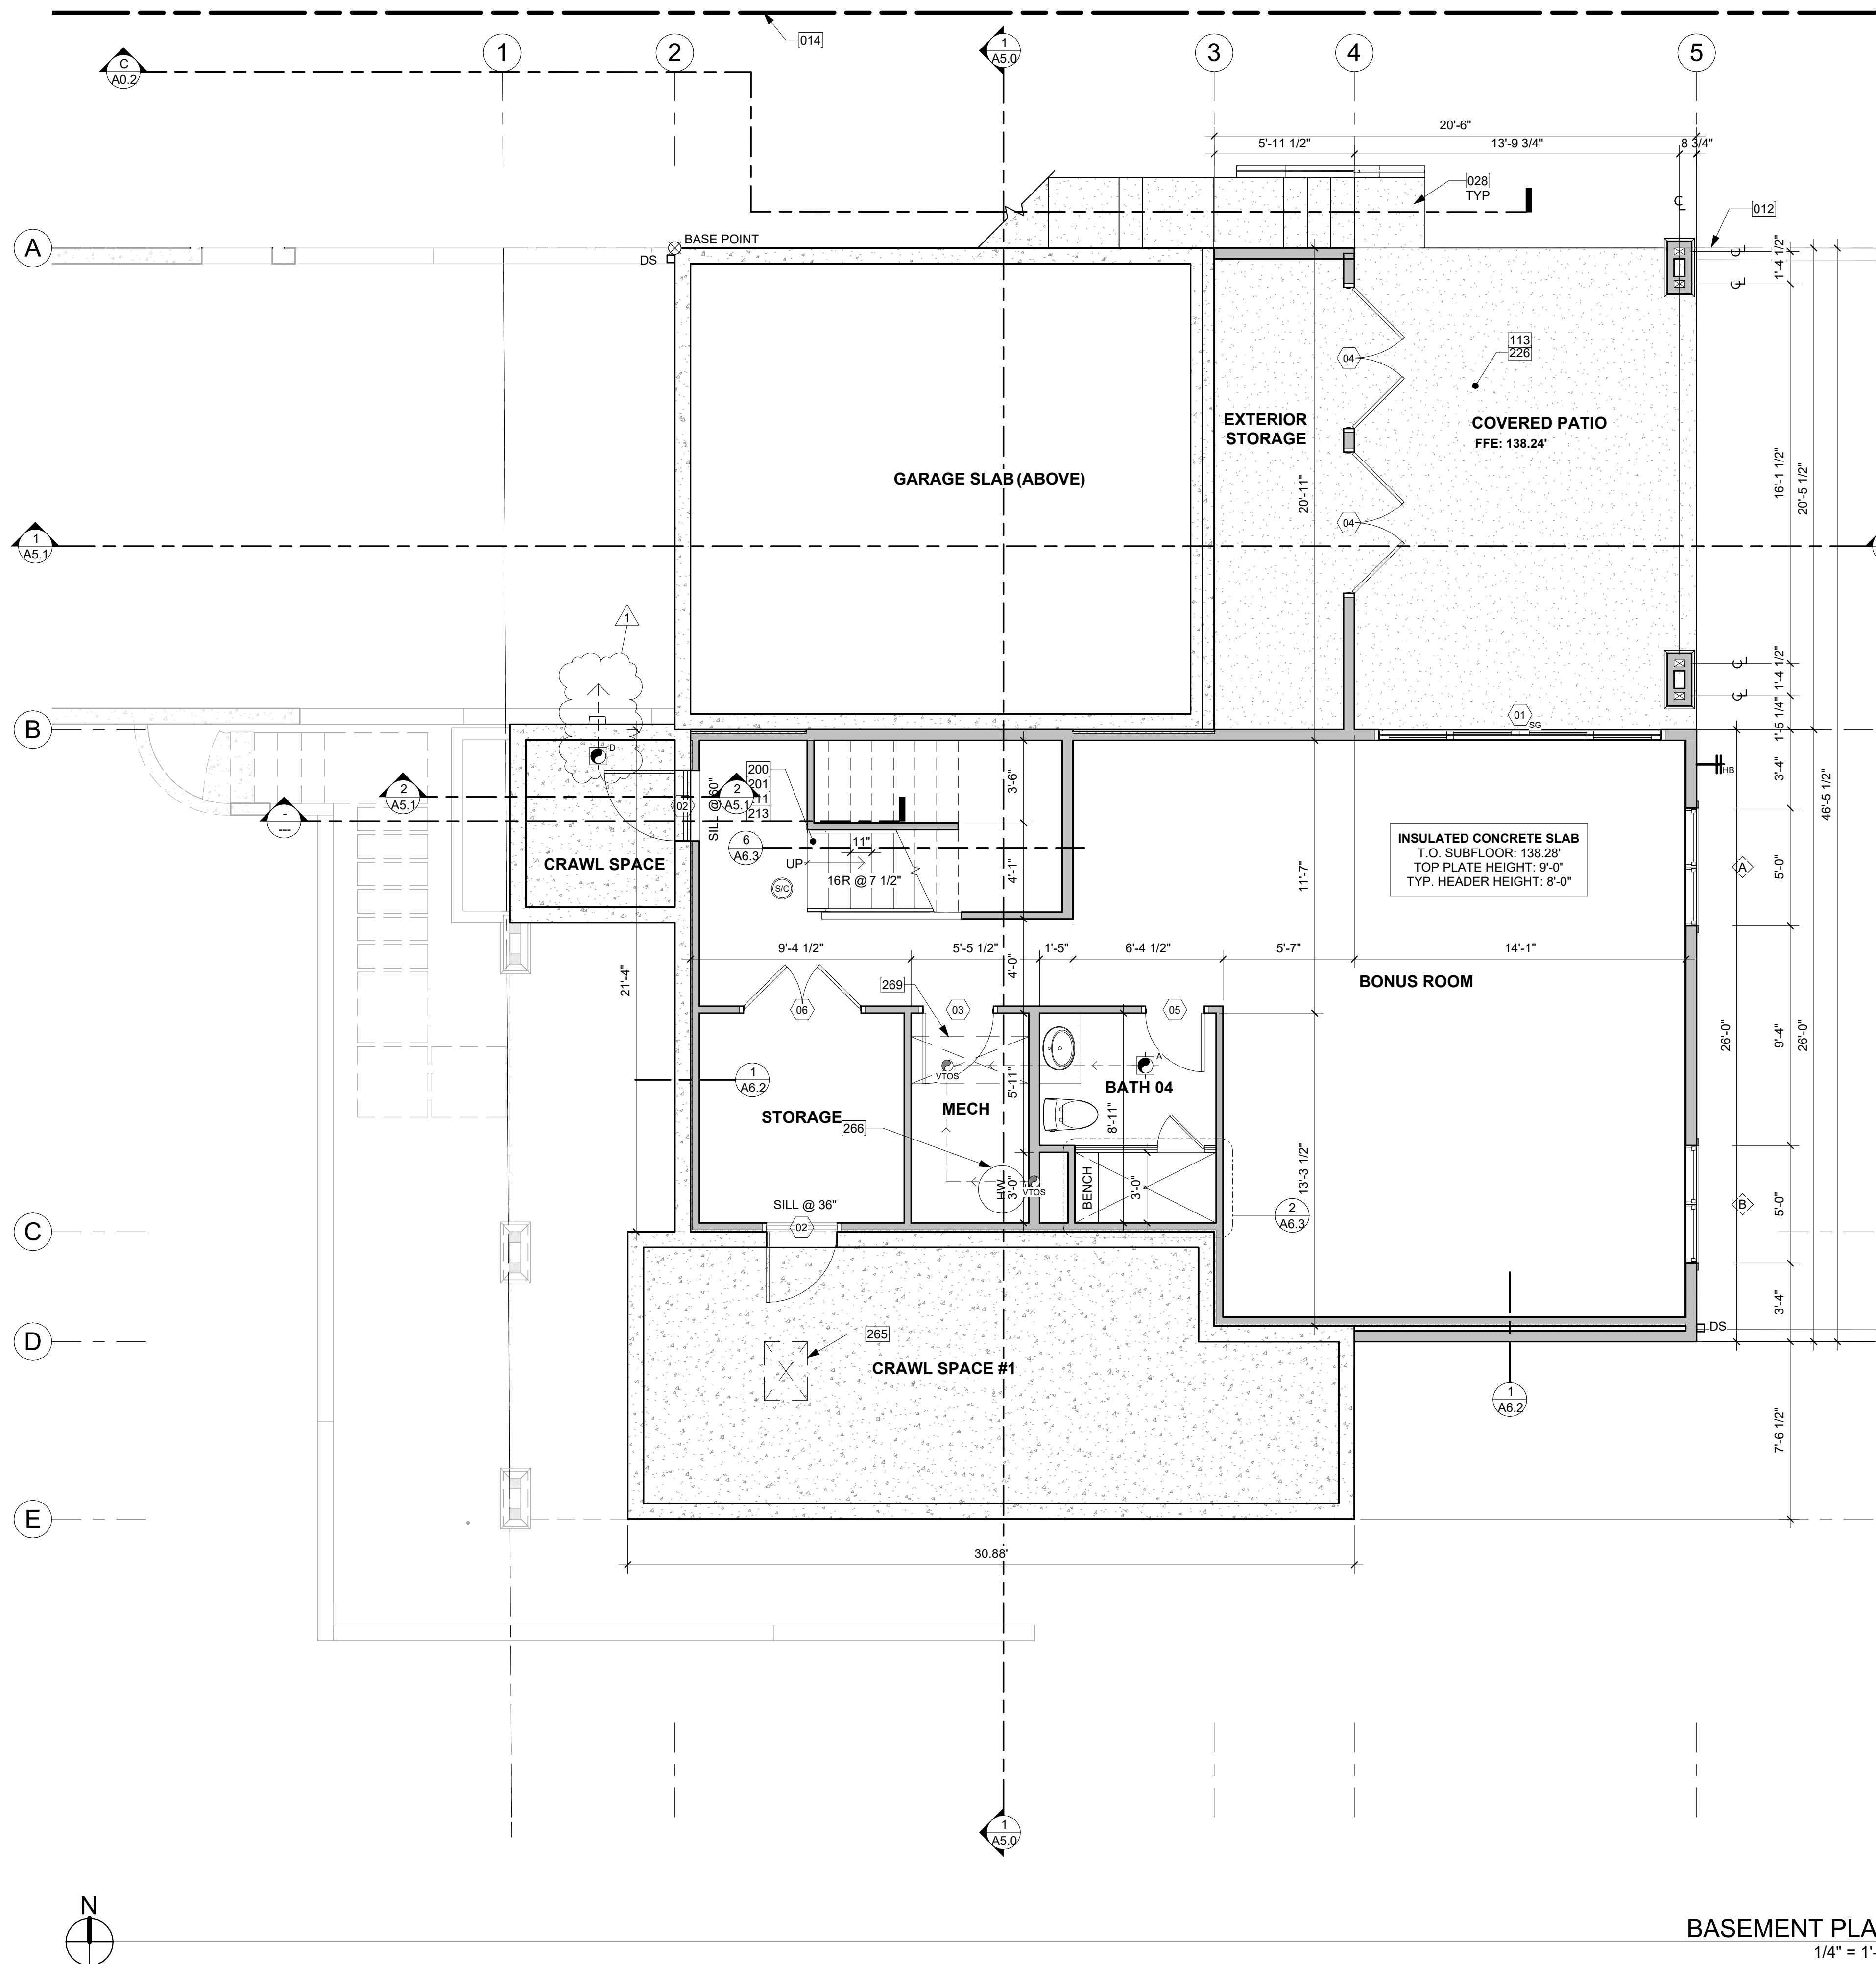 014
1
2
1
A5.0
3
4
5
C
A0.2
20'-6"
5'-11 1/2"
13'-9 3/4"
8 3/4"
028
TYP
012
A
BASE POINT
DS
1'-4 1/2"
113
226
04
EXTERIOR
STORAGE
COVERED PATIO
FFE: 138.24'
GARAGE SLAB (ABOVE)
20'-11"
16'-1 1/2"
20'-5 1/2"
04
1
A5.1
1
1'-4 1/2"
1'-5 1/4"
B
01
SG
D
HB
200
201
211
213
SILL @ 60"
02
2
A5.1
2
A5.1
-
---
3'-6"
3'-4"
46'-5 1/2"
6
A6.3
11"
UP
16R @ 7 1/2"
S/C
4'-1"
CRAWL SPACE
INSULATED CONCRETE SLAB
T.O. SUBFLOOR: 138.28'
TOP PLATE HEIGHT: 9'-0"
TYP. HEADER HEIGHT: 8'-0"
A
5'-0"
11'-7"
9'-4 1/2"
5'-5 1/2"
1'-5"
6'-4 1/2"
5'-7"
14'-1"
21'-4"
4'-0"
269
BONUS ROOM
06
03
05
26'-0"
9'-4"
26'-0"
VTOS
A
1
A6.2
5'-11"
BATH 04
STORAGE
MECH
8'-11"
266
13'-3 1/2"
HW
3'-0"
VTOS
BENCH
3'-0"
SILL @ 36"
02
2
A6.3
B
5'-0"
C
3'-4"
DS
D
265
CRAWL SPACE #1
1
A6.2
7'-6 1/2"
E
30.88'
1
A5.0
N
BASEMENT PLA
1/4" = 1'-